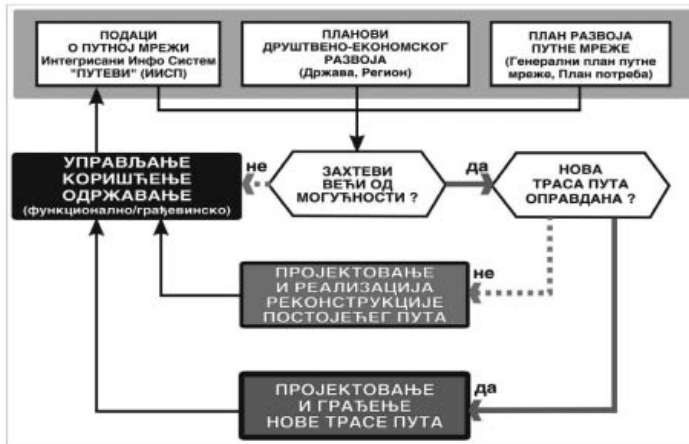 ПОДАЦИ
О ПУТНОЈ МРЕЖИ
Интегрисани Инфо Систем
"ПУТЕВИ" (ИИСП)
ПЛАНОВИ
ДРУШТВЕНО-ЕКОНОМСКОГ
РАЗВОЈА
(Држава, Регион)
ПЛАН РАЗВОЈА
ПУТНЕ МРЕЖЕ
(Генерални план путне
мреже, План потреба)
УПРАВЉАЊЕ
КОРИШЋЕЊЕ
ОДРЖАВАЊЕ
(функционално/грађевинско)
не
ЗАХТЕВИ
ВЕЋИ ОД
МОГУЋНОСТИ ?
да
НОВА
ТРАСА ПУТА
ОПРАВДАНА ?
ПРОЈЕКТОВАЊЕ
И РЕАЛИЗАЦИЈА
РЕКОНСТРУКЦИЈЕ
ПОСТОЈЕЋЕГ ПУТА
не
ПРОЈЕКТОВАЊЕ
И ГРАЂЕЊЕ
НОВЕ ТРАСЕ ПУТА
да